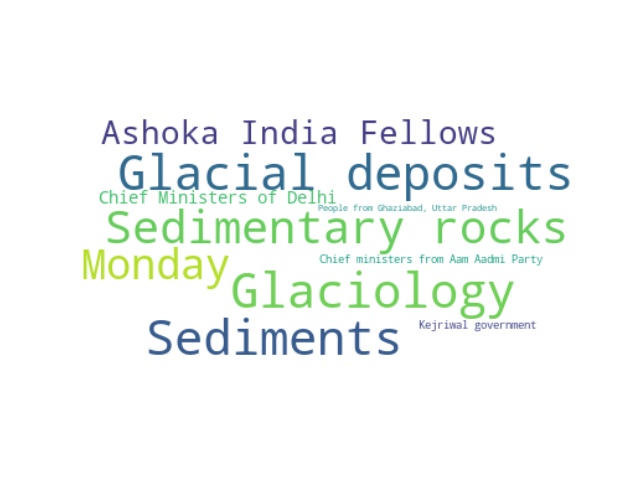 Ashoka India Fellows
Glacial deposits
Chief Ministers of Delhi
People from Ghaziabad, Uttar Pradesh
Sedimentary rocks
Monday
Chief ministers from Aam Aadmi Party
Glaciology
Sediments
Kejriwal government